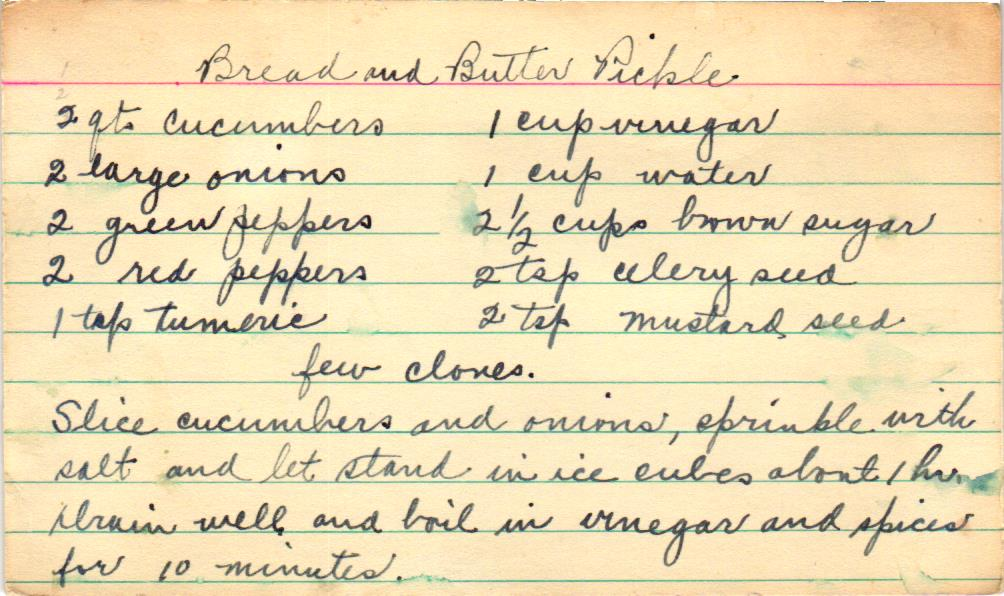 Bread and Butter Pickle
2 qts cucumbers 1 cup vinegar
2 large onions 1 cup water
2 green peppers 2 1/2 cups brown sugar
2 red peppers 2 tsp celery seed
1 tsp tumeric 2 tsp mustard seed
few cloves.
Slice cucumbers and onions, sprinkle with
salt and let stand in ice cubes about 1 hr.
Drain well and boil in vinegar and spices
for 10 minutes.